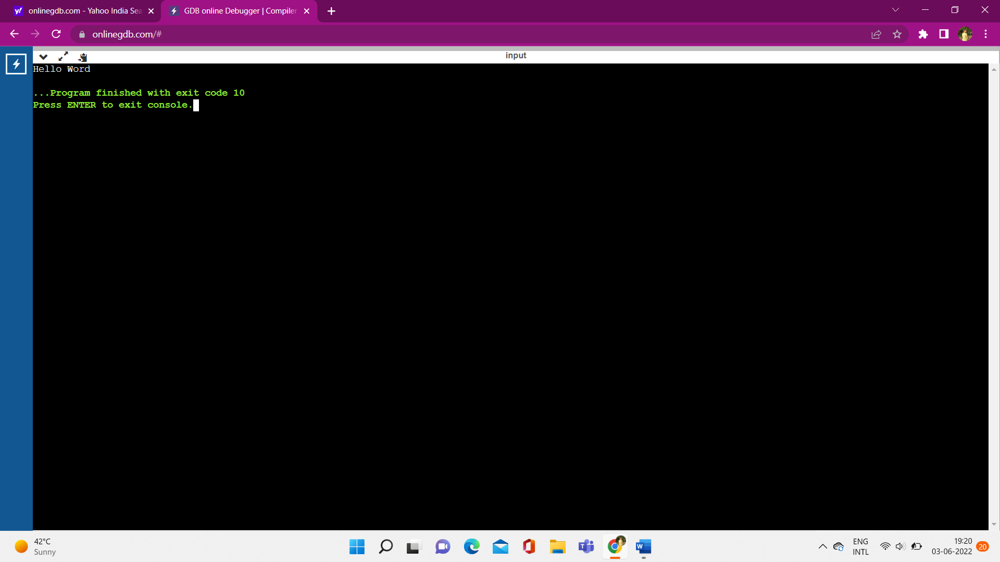 onlinegdb.com - Yahoo India Sea
GDB online Debugger | Compiler
onlinegdb.com/#
input
Hello Word
...Program finished with exit code 10
Press ENTER to exit console.
42°C
Sunny
ENG
INTL
19:20
03-06-2022
20